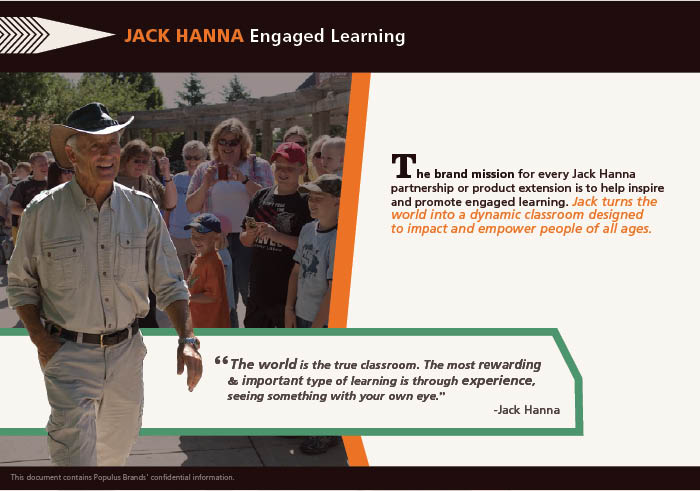 JACK HANNA Engaged Learning
The brand mission for every Jack Hanna
partnership or product extension is to help inspire
and promote engaged learning. Jack turns the
world into a dynamic classroom designed
to impact and empower people of all ages.
“The world is the true classroom. The most rewarding
& important type of learning is through experience,
seeing something with your own eye.”
-Jack Hanna
This document contains Populus Brands' confidential information.